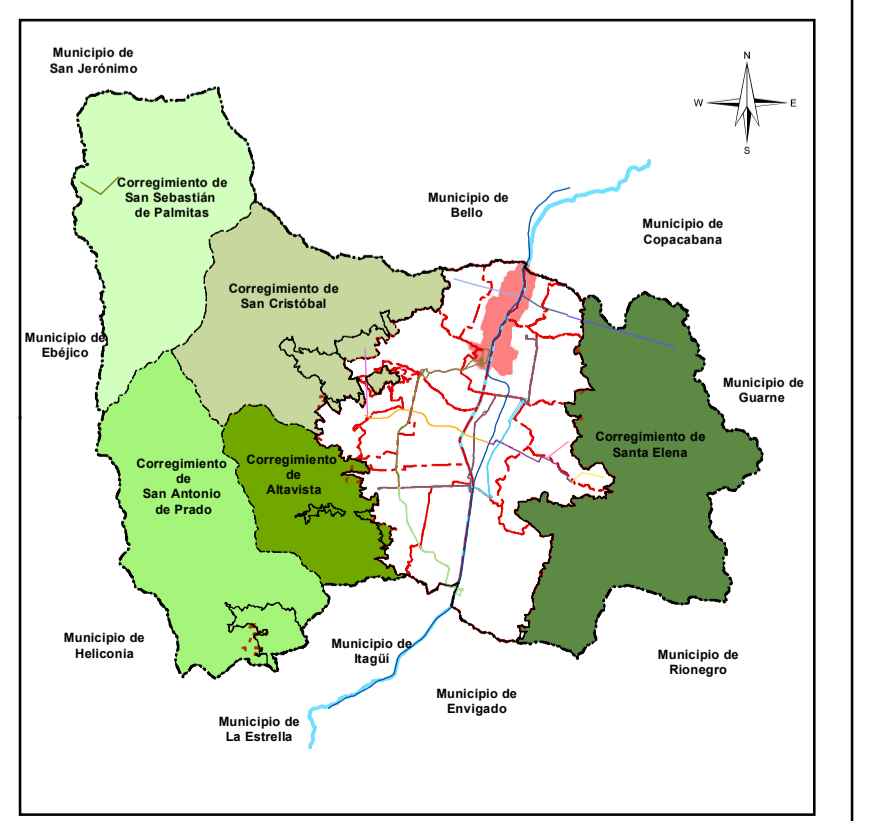 Municipio de
San Jerónimo
N
W
E
S
Corregimiento de
San Sebastián
de Palmitas
Municipio de
Bello
Municipio de
Copacabana
Corregimiento de
San Cristóbal
Municipio de
Ebéjico
Municipio de
Guarne
Corregimiento de
Santa Elena
Corregimiento
de
San Antonio
de Prado
Corregimiento
de
Altavista
Municipio de
Heliconia
Municipio de
Itagüí
Municipio de
Rionegro
Municipio de
Envigado
Municipio de
La Estrella